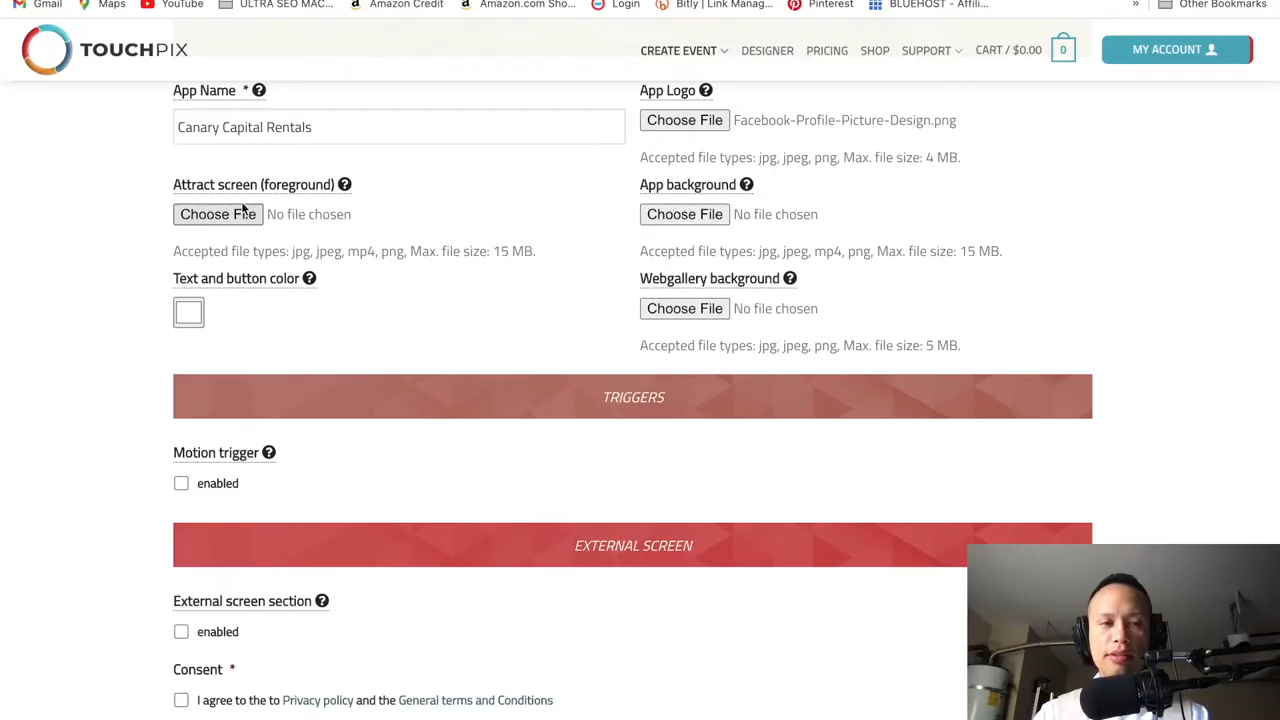 Gmail Maps YouTube ULTRA SEO MAC... Amazon Credit Amazon.com Sho... Login Bitly | Link Manag... Pinterest BLUEHOST - Affili... » Other Bookmarks
TOUCHPIX CREATE EVENT DESIGNER PRICING SHOP SUPPORT CART / $0.00 0 MY ACCOUNT
App Name * ?
Canary Capital Rentals
App Logo ?
Choose File Facebook-Profile-Picture-Design.png
Accepted file types: jpg, jpeg, png, Max. file size: 4 MB.
Attract screen (foreground) ?
Choose File No file chosen
Accepted file types: jpg, jpeg, mp4, png, Max. file size: 15 MB.
App background ?
Choose File No file chosen
Accepted file types: jpg, jpeg, mp4, png, Max. file size: 15 MB.
Text and button color ?
Webgallery background ?
Choose File No file chosen
Accepted file types: jpg, jpeg, png, Max. file size: 5 MB.
TRIGGERS
Motion trigger ?
enabled
EXTERNAL SCREEN
External screen section ?
enabled
Consent *
I agree to the to Privacy policy and the General terms and Conditions